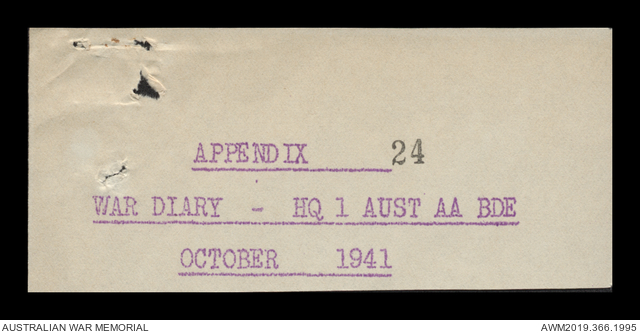 APPENDIX 24
WAR DIARY - HQ 1 AUST AA BDE
OCTOBER 1941
AUSTRALIAN WAR MEMORIAL
AWM2019.366.1995